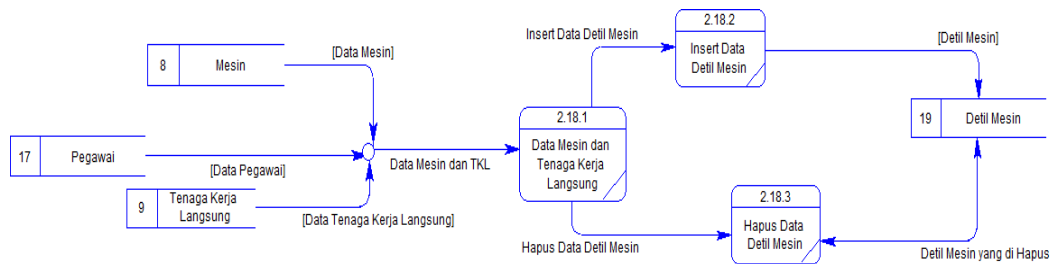 8
Mesin
[Data Mesin]
17
Pegawai
[Data Pegawai]
9
Tenaga Kerja
Langsung
[Data Tenaga Kerja Langsung]
Data Mesin dan TKL
2.18.1
Data Mesin dan
Tenaga Kerja
Langsung
Insert Data Detil Mesin
2.18.2
Insert Data
Detil Mesin
[Detil Mesin]
19
Detil Mesin
Hapus Data Detil Mesin
2.18.3
Hapus Data
Detil Mesin
Detil Mesin yang di Hapus